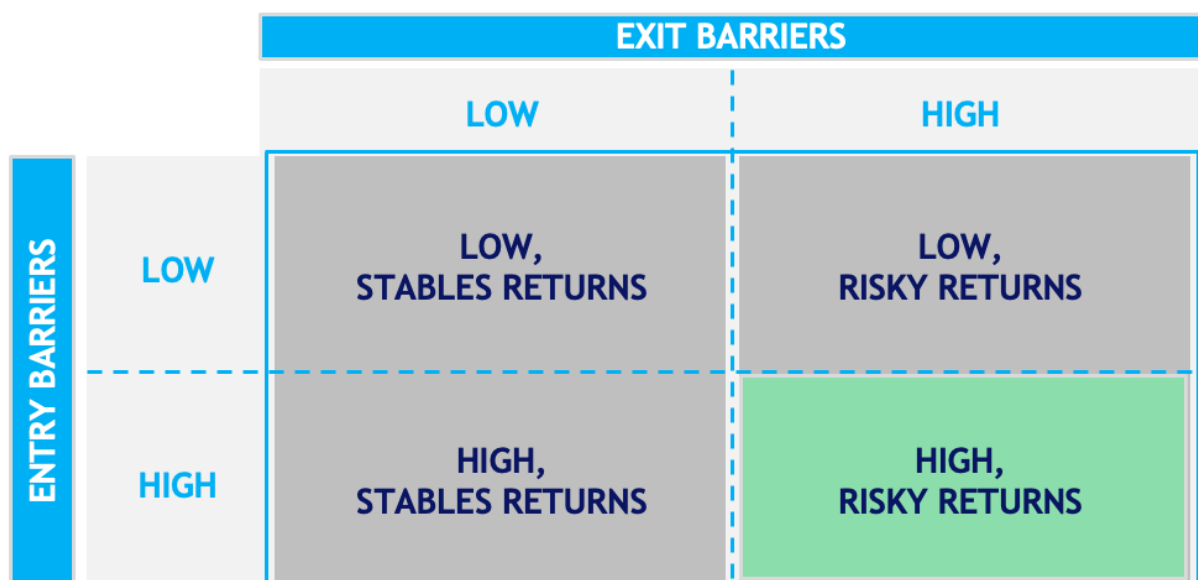 EXIT BARRIERS
LOW
HIGH
ENTRY BARRIERS
LOW
LOW,
STABLES RETURNS
LOW,
RISKY RETURNS
HIGH
HIGH,
STABLES RETURNS
HIGH,
RISKY RETURNS